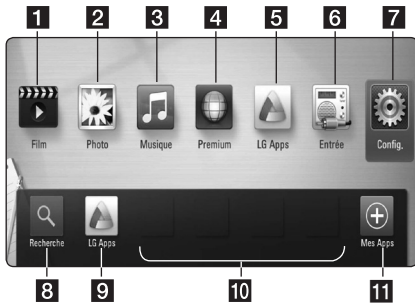 1 2 3 4 5 6 7
Film Photo Musique Premium LG Apps Entrée Config.
Recherche LG Apps Mes Apps
8 9 10 11